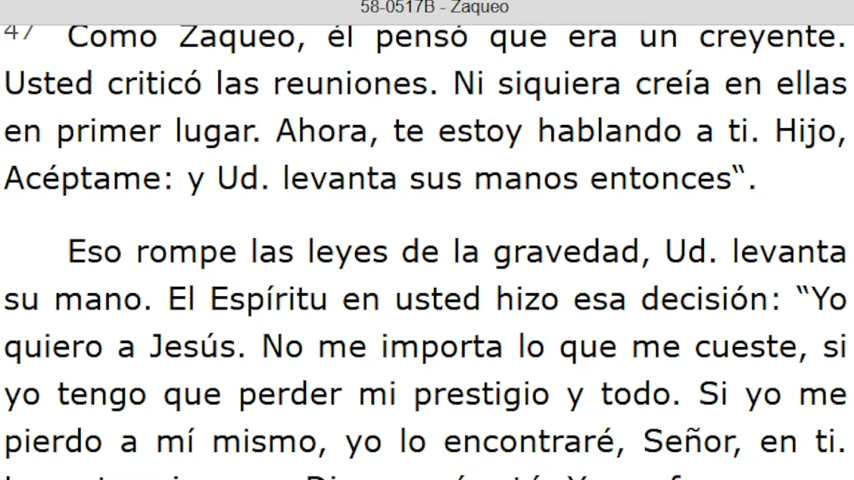 58-0517B - Zaqueo
47 Como Zaqueo, él pensó que era un creyente.
Usted criticó las reuniones. Ni siquiera creía en ellas
en primer lugar. Ahora, te estoy hablando a ti. Hijo,
Acéptame: y Ud. levanta sus manos entonces‟.
Eso rompe las leyes de la gravedad, Ud. levanta
su mano. El Espíritu en usted hizo esa decisión: “Yo
quiero a Jesús. No me importa lo que me cueste, si
yo tengo que perder mi prestigio y todo. Si yo me
pierdo a mí mismo, yo lo encontraré, Señor, en ti.